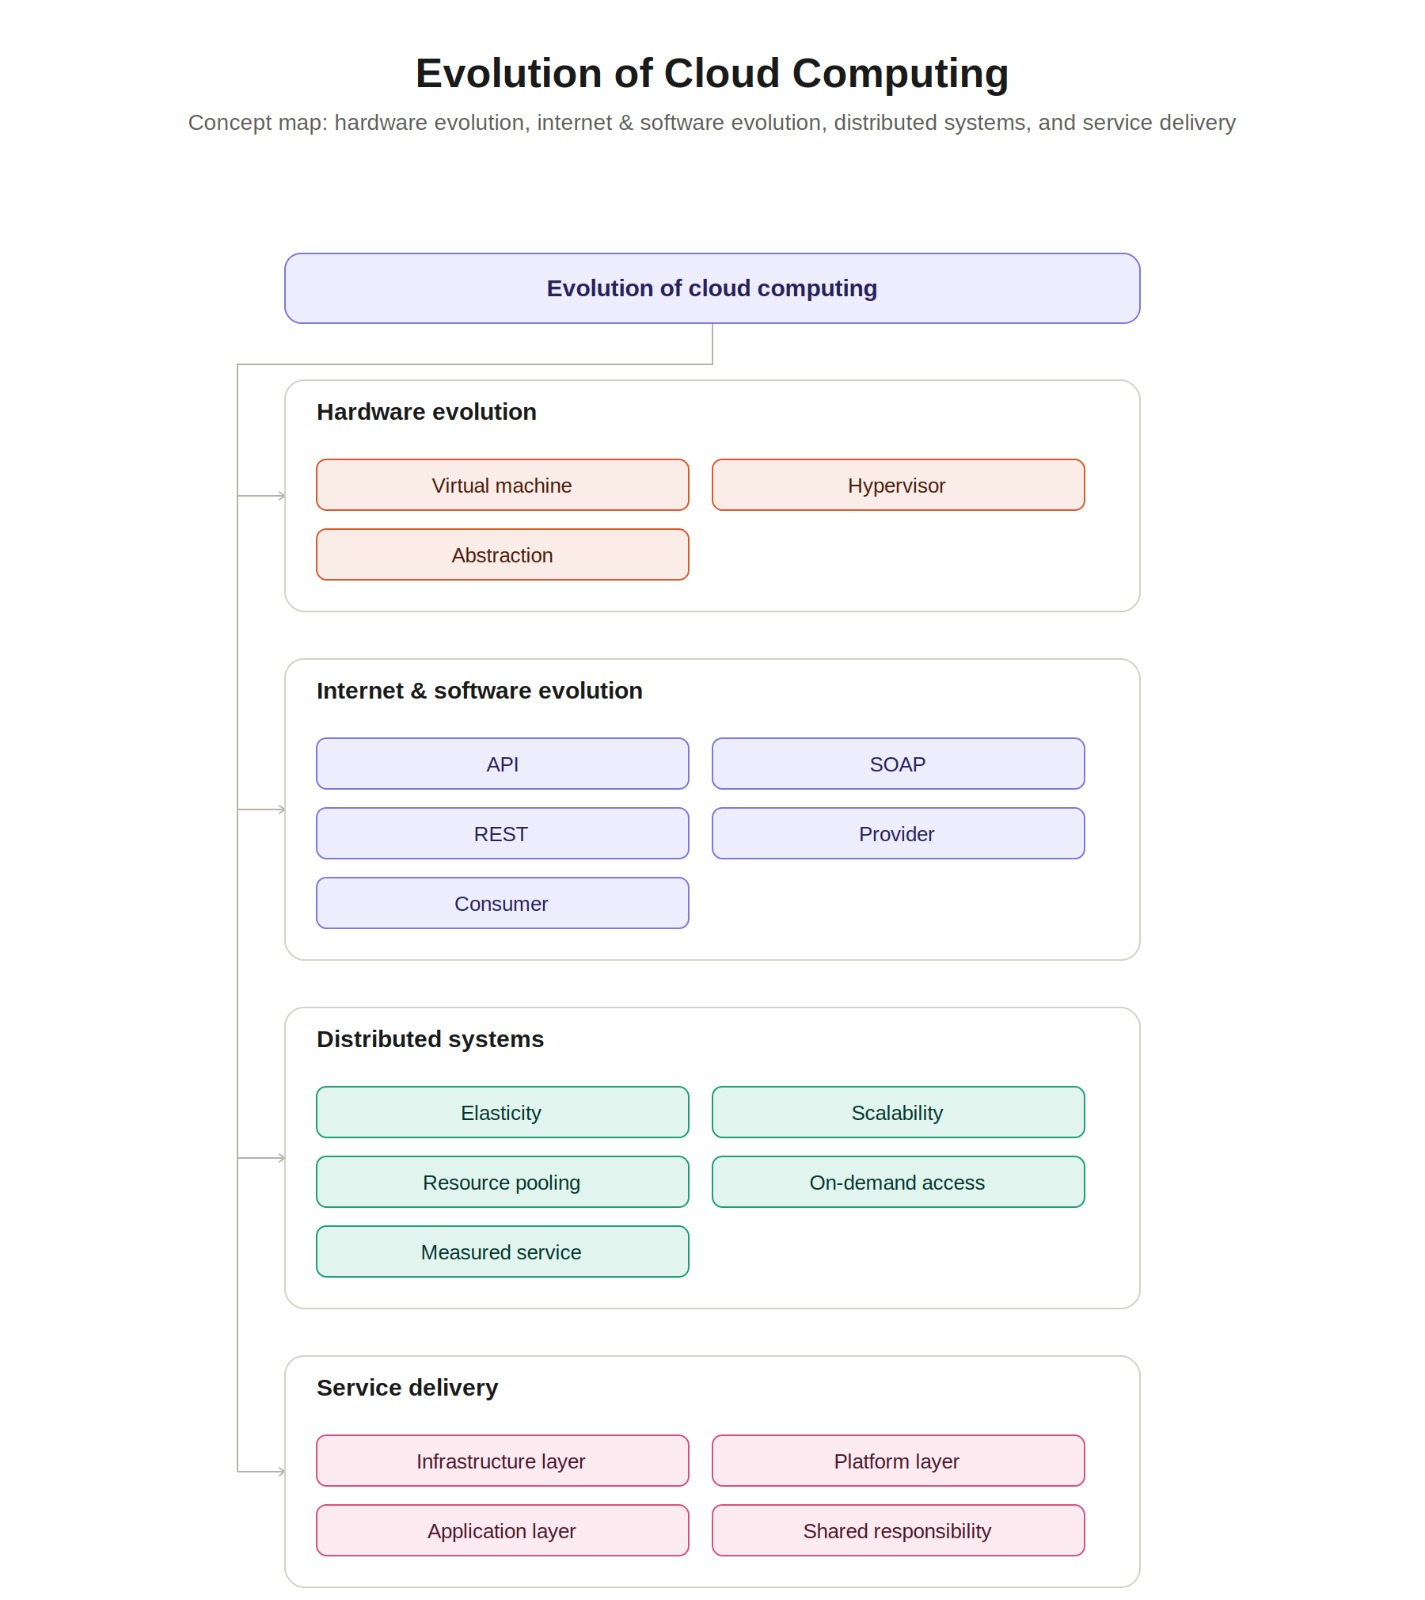 Evolution of Cloud Computing
Concept map: hardware evolution, internet & software evolution, distributed systems, and service delivery
Evolution of cloud computing
Hardware evolution
Virtual machine
Hypervisor
Abstraction
Internet & software evolution
API
SOAP
REST
Provider
Consumer
Distributed systems
Elasticity
Scalability
Resource pooling
On-demand access
Measured service
Service delivery
Infrastructure layer
Platform layer
Application layer
Shared responsibility